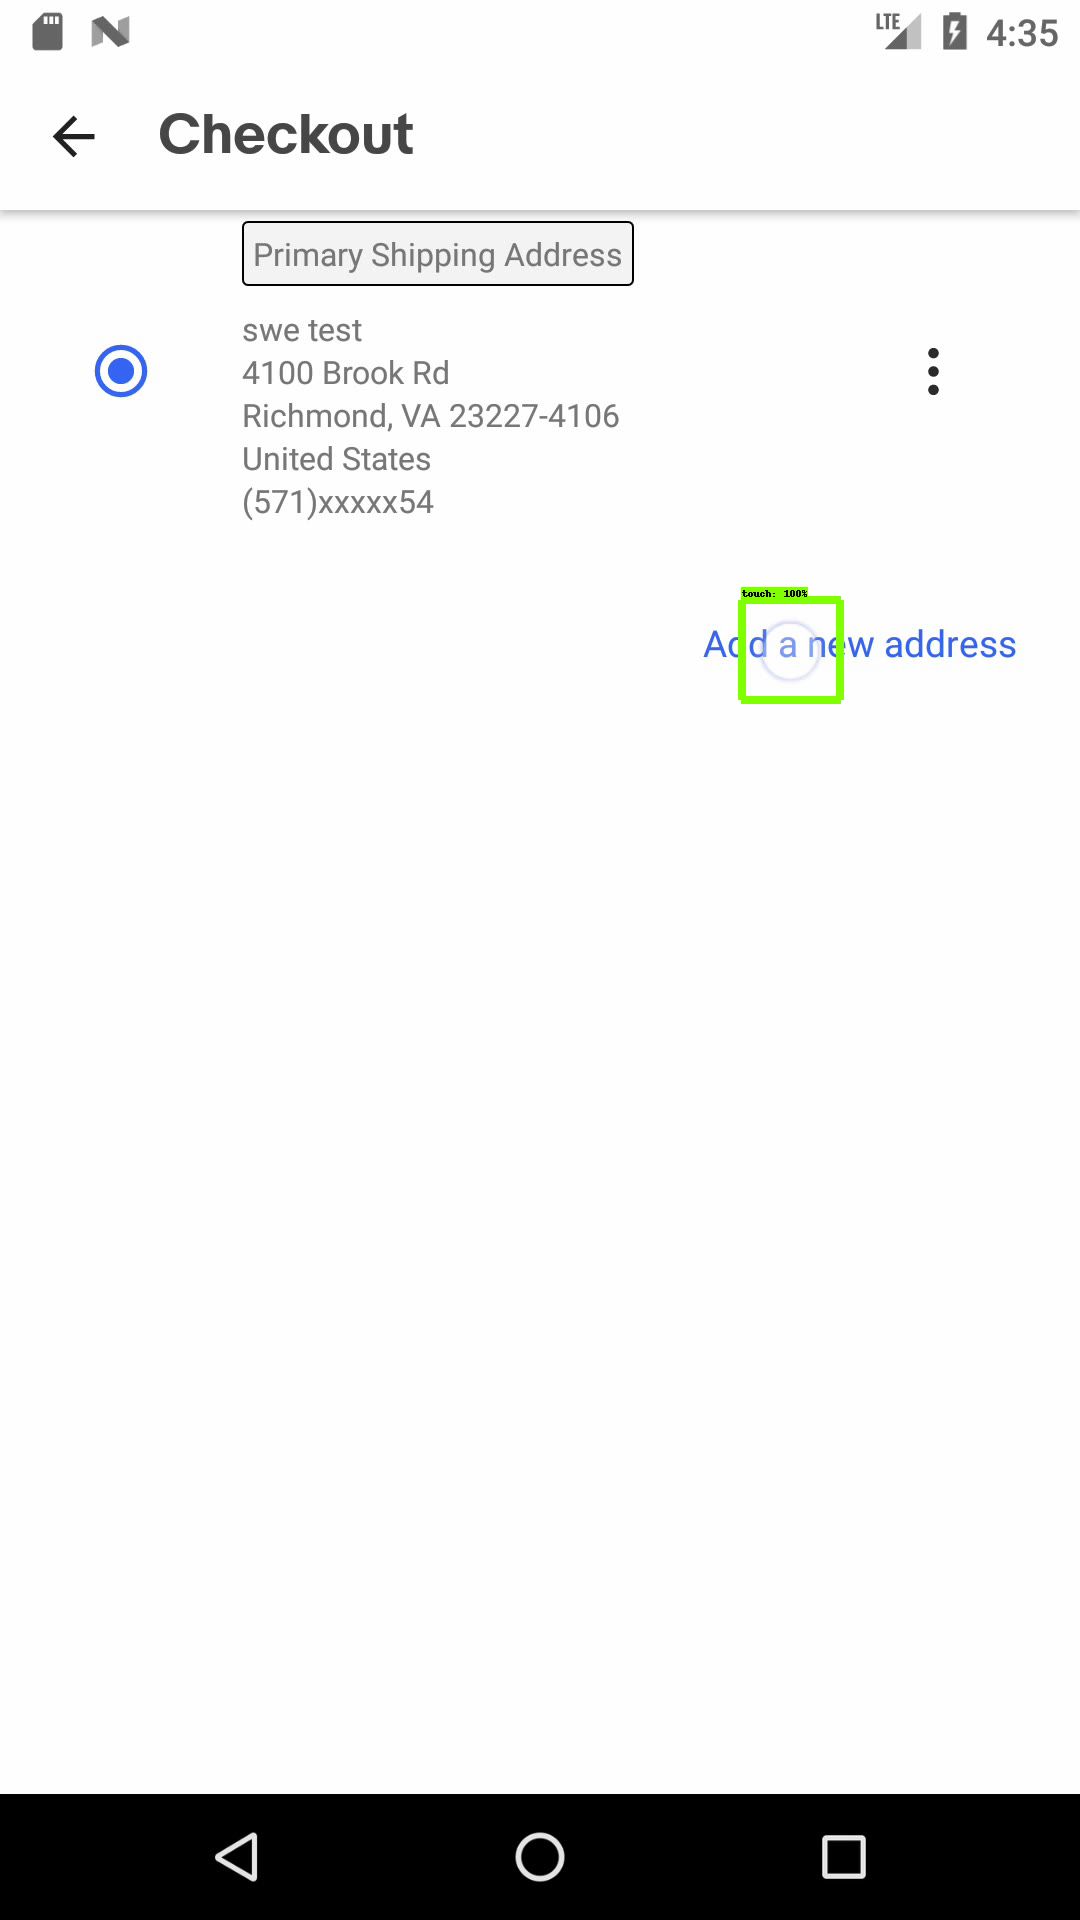 LTE 4:35
Checkout
Primary Shipping Address
swe test
4100 Brook Rd
Richmond, VA 23227-4106
United States
(571)xxxxx54
touch: 100%
Add a new address